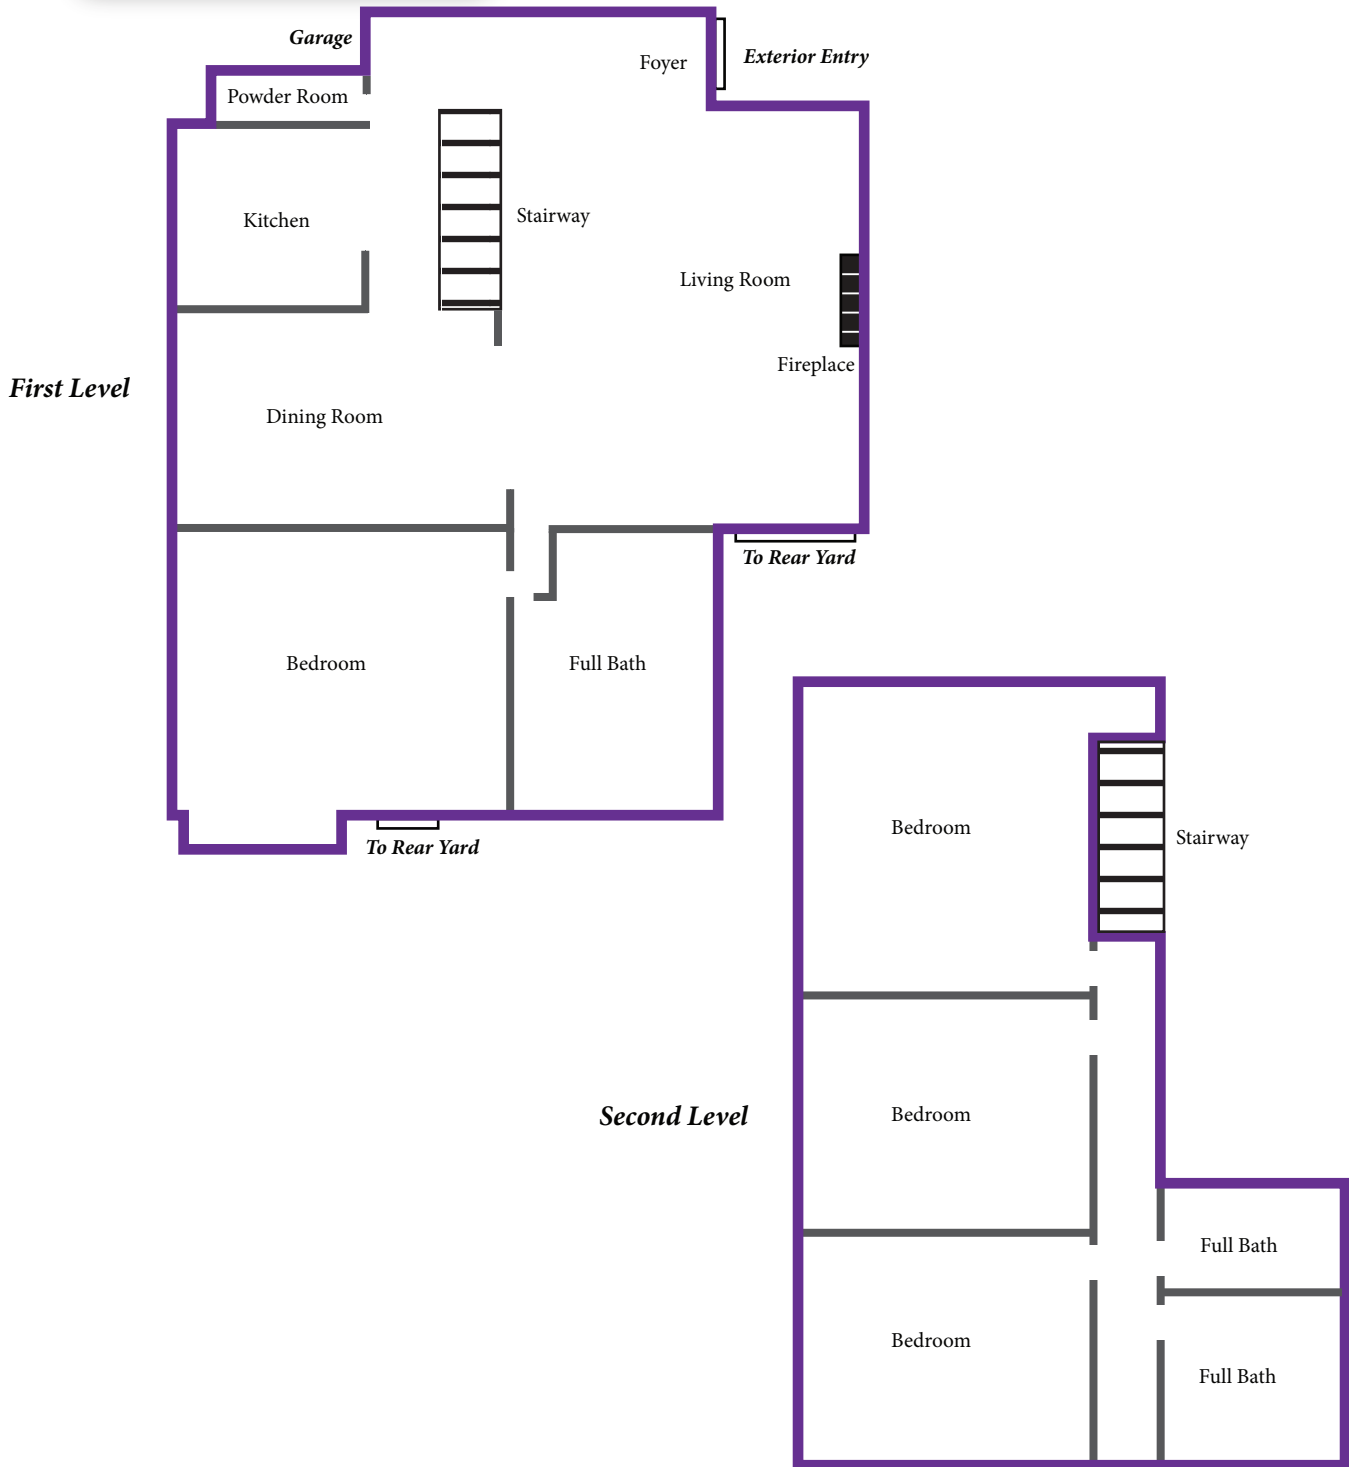 Garage
Foyer
Exterior Entry
Powder Room
Kitchen
Stairway
Living Room
Fireplace
First Level
Dining Room
To Rear Yard
Bedroom
Full Bath
To Rear Yard
Bedroom
Stairway
Second Level
Bedroom
Full Bath
Bedroom
Full Bath